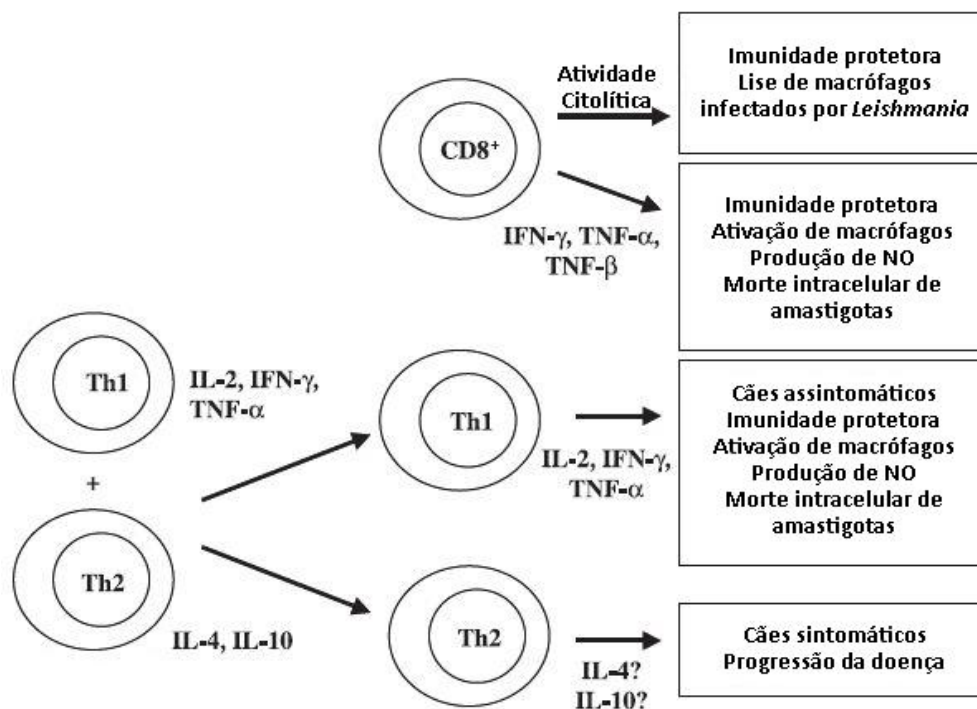 Atividade
Citolítica
Imunidade protetora
Lise de macrófagos
infectados por Leishmania
CD8⁺
IFN-γ, TNF-α,
TNF-β
Imunidade protetora
Ativação de macrófagos
Produção de NO
Morte intracelular de
amastigotas
Th1
IL-2, IFN-γ,
TNF-α
+
Th2
IL-4, IL-10
Th1
IL-2, IFN-γ,
TNF-α
Cães assintomáticos
Imunidade protetora
Ativação de macrófagos
Produção de NO
Morte intracelular de
amastigotas
Th2
IL-4?
IL-10?
Cães sintomáticos
Progressão da doença